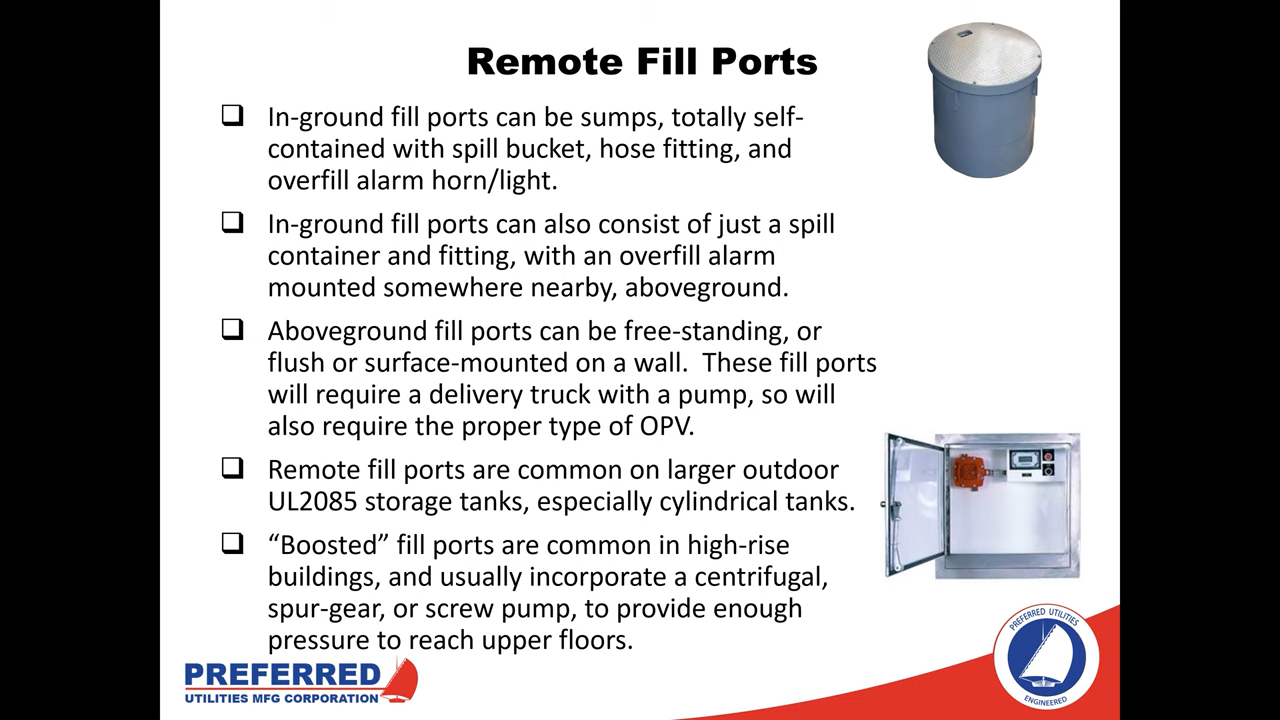 Remote Fill Ports
In-ground fill ports can be sumps, totally self-
contained with spill bucket, hose fitting, and
overfill alarm horn/light.
In-ground fill ports can also consist of just a spill
container and fitting, with an overfill alarm
mounted somewhere nearby, aboveground.
Aboveground fill ports can be free-standing, or
flush or surface-mounted on a wall.  These fill ports
will require a delivery truck with a pump, so will
also require the proper type of OPV.
Remote fill ports are common on larger outdoor
UL2085 storage tanks, especially cylindrical tanks.
“Boosted” fill ports are common in high-rise
buildings, and usually incorporate a centrifugal,
spur-gear, or screw pump, to provide enough
pressure to reach upper floors.
PREFERRED
UTILITIES MFG CORPORATION
PREFERRED UTILITIES
ENGINEERED